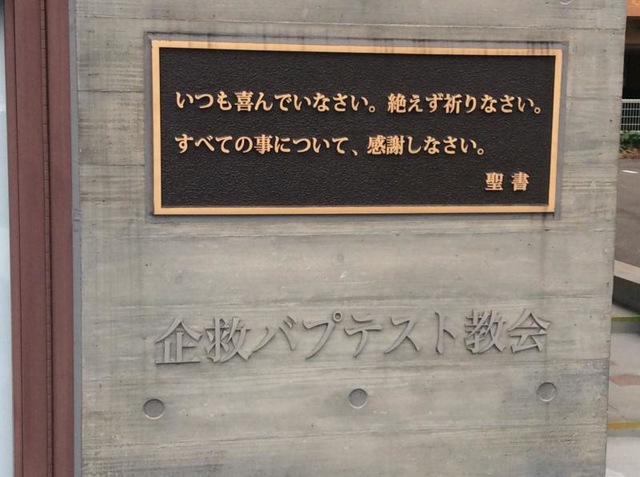 いつも喜んでいなさい。絶えず祈りなさい。
すべての事について、感謝しなさい。
聖書
企救バプテスト教会